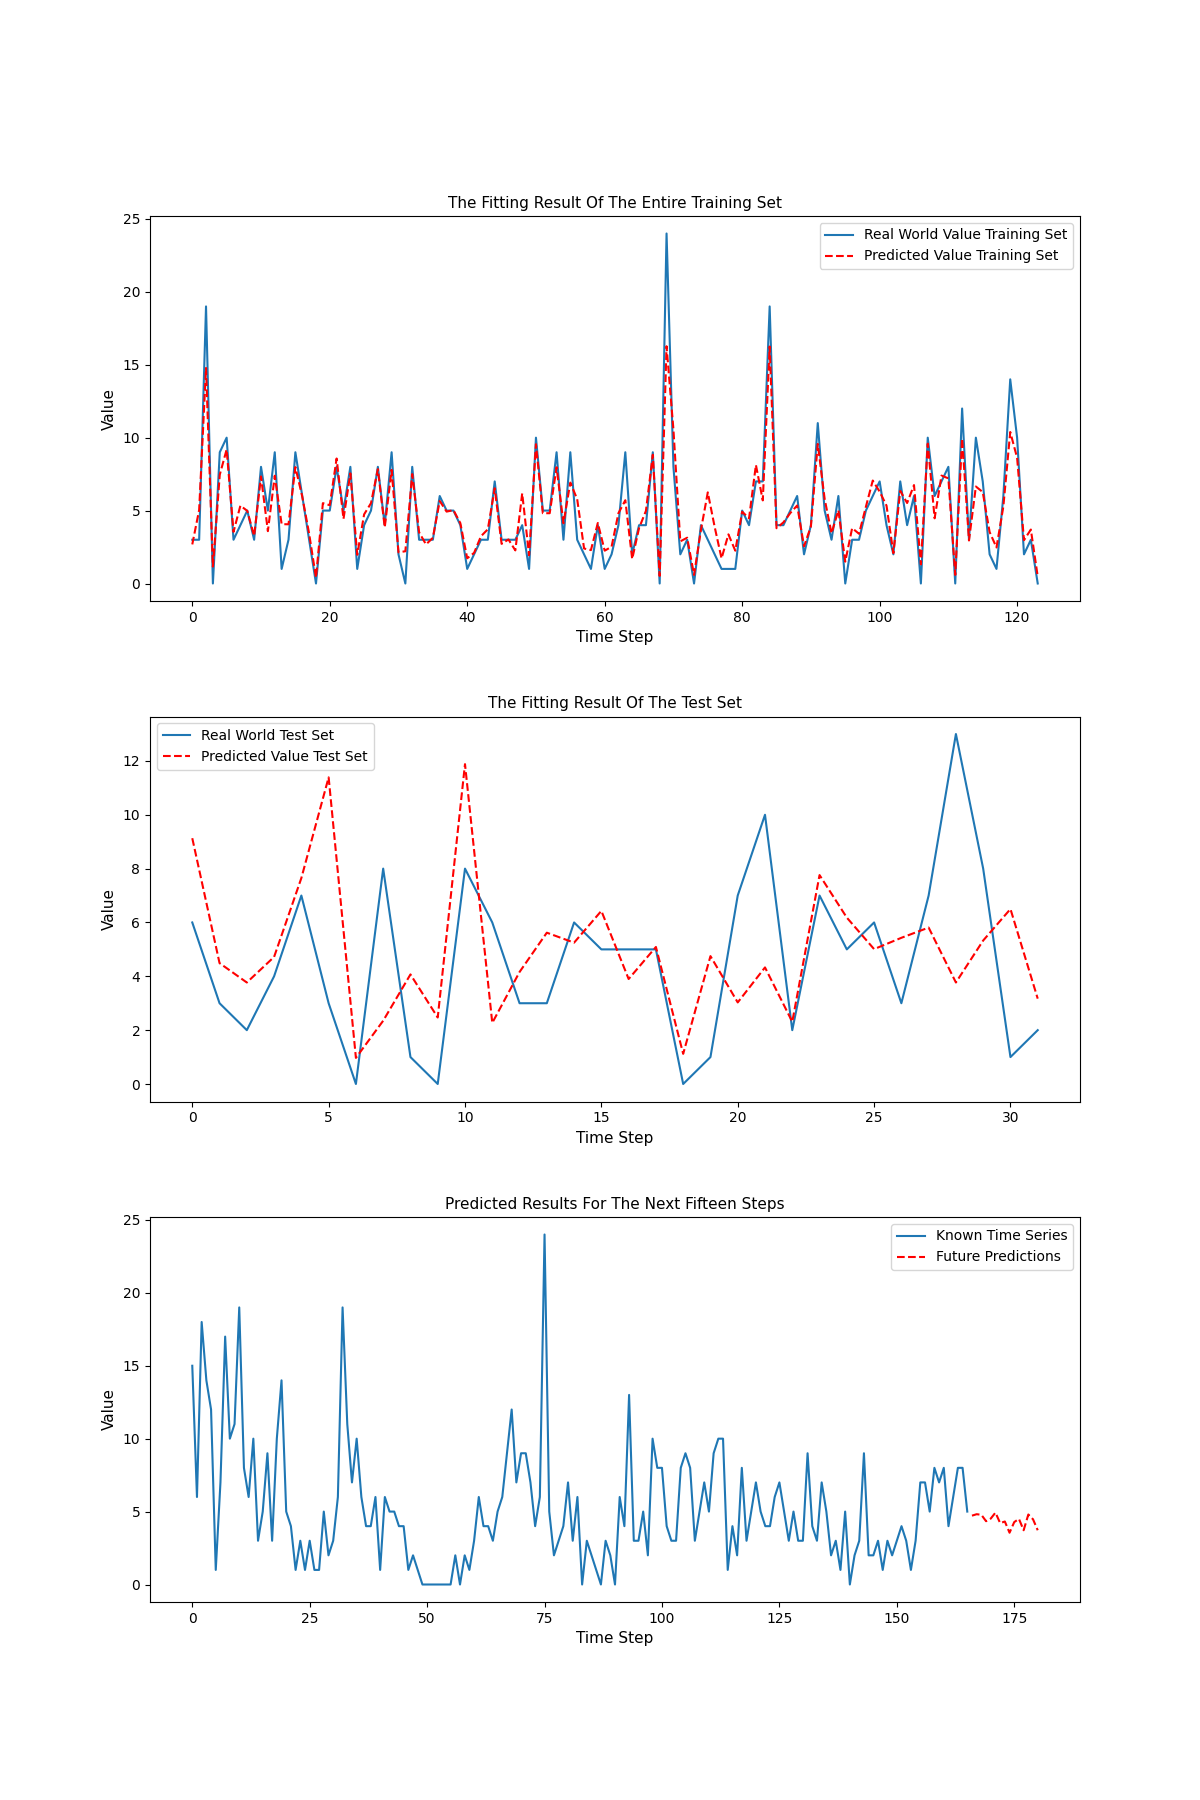 The Fitting Result Of The Entire Training Set
25
20
15
10
5
0
Value
Real World Value Training Set
Predicted Value Training Set
0 20 40 60 80 100 120
Time Step
The Fitting Result Of The Test Set
12
10
8
6
4
2
0
Value
Real World Test Set
Predicted Value Test Set
0 5 10 15 20 25 30
Time Step
Predicted Results For The Next Fifteen Steps
25
20
15
10
5
0
Value
Known Time Series
Future Predictions
0 25 50 75 100 125 150 175
Time Step